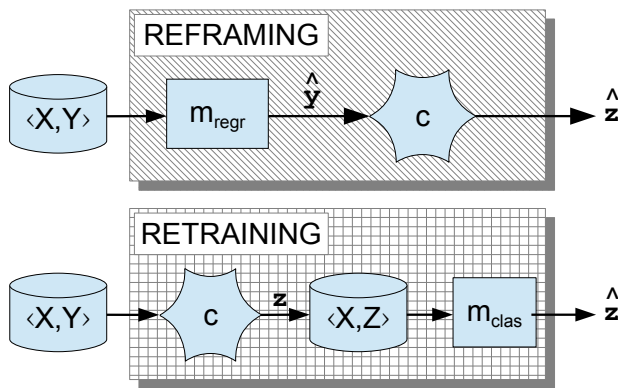 REFRAMING
⟨X,Y⟩
m_regr
ŷ
c
ẑ
RETRAINING
⟨X,Y⟩
c
z
⟨X,Z⟩
m_clas
ẑ